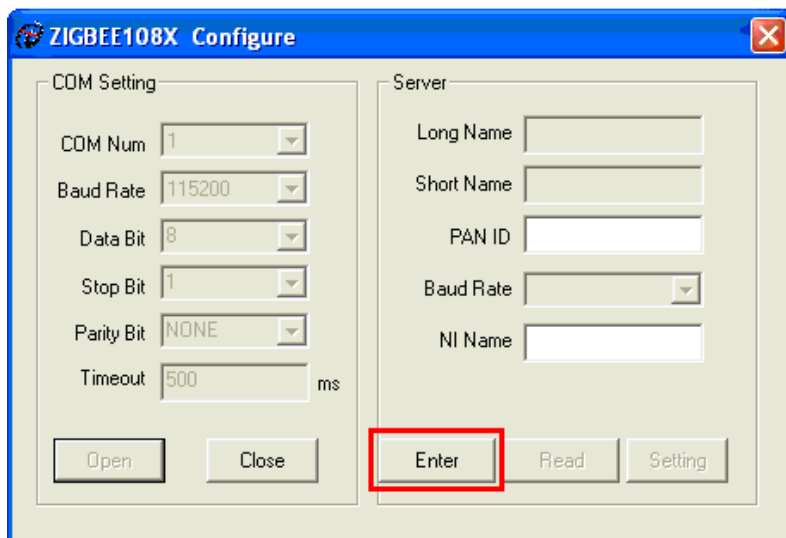 ZIGBEE108X Configure
COM Setting
COM Num 1
Baud Rate 115200
Data Bit 8
Stop Bit 1
Parity Bit NONE
Timeout 500 ms
Open Close
Server
Long Name
Short Name
PAN ID
Baud Rate
NI Name
Enter Read Setting